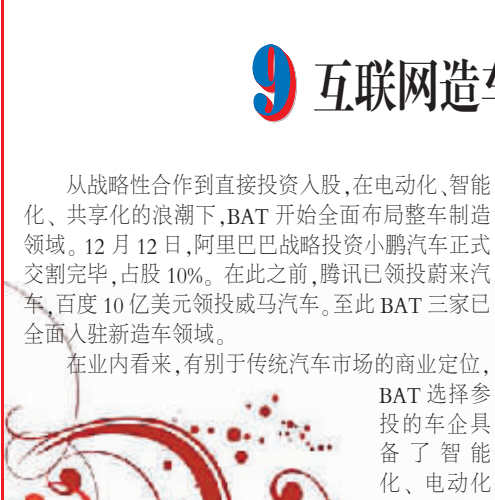 9 互联网造
从战略性合作到直接投资入股,在电动化、智能
化、共享化的浪潮下,BAT 开始全面布局整车制造
领域。12 月 12 日,阿里巴巴战略投资小鹏汽车正式
交割完毕,占股 10%。在此之前,腾讯已领投蔚来汽
车,百度 10 亿美元领投威马汽车。至此 BAT 三家已
全面入驻新造车领域。
在业内看来,有别于传统汽车市场的商业定位,
BAT 选择参
投的车企具
备了智能
化、电动化